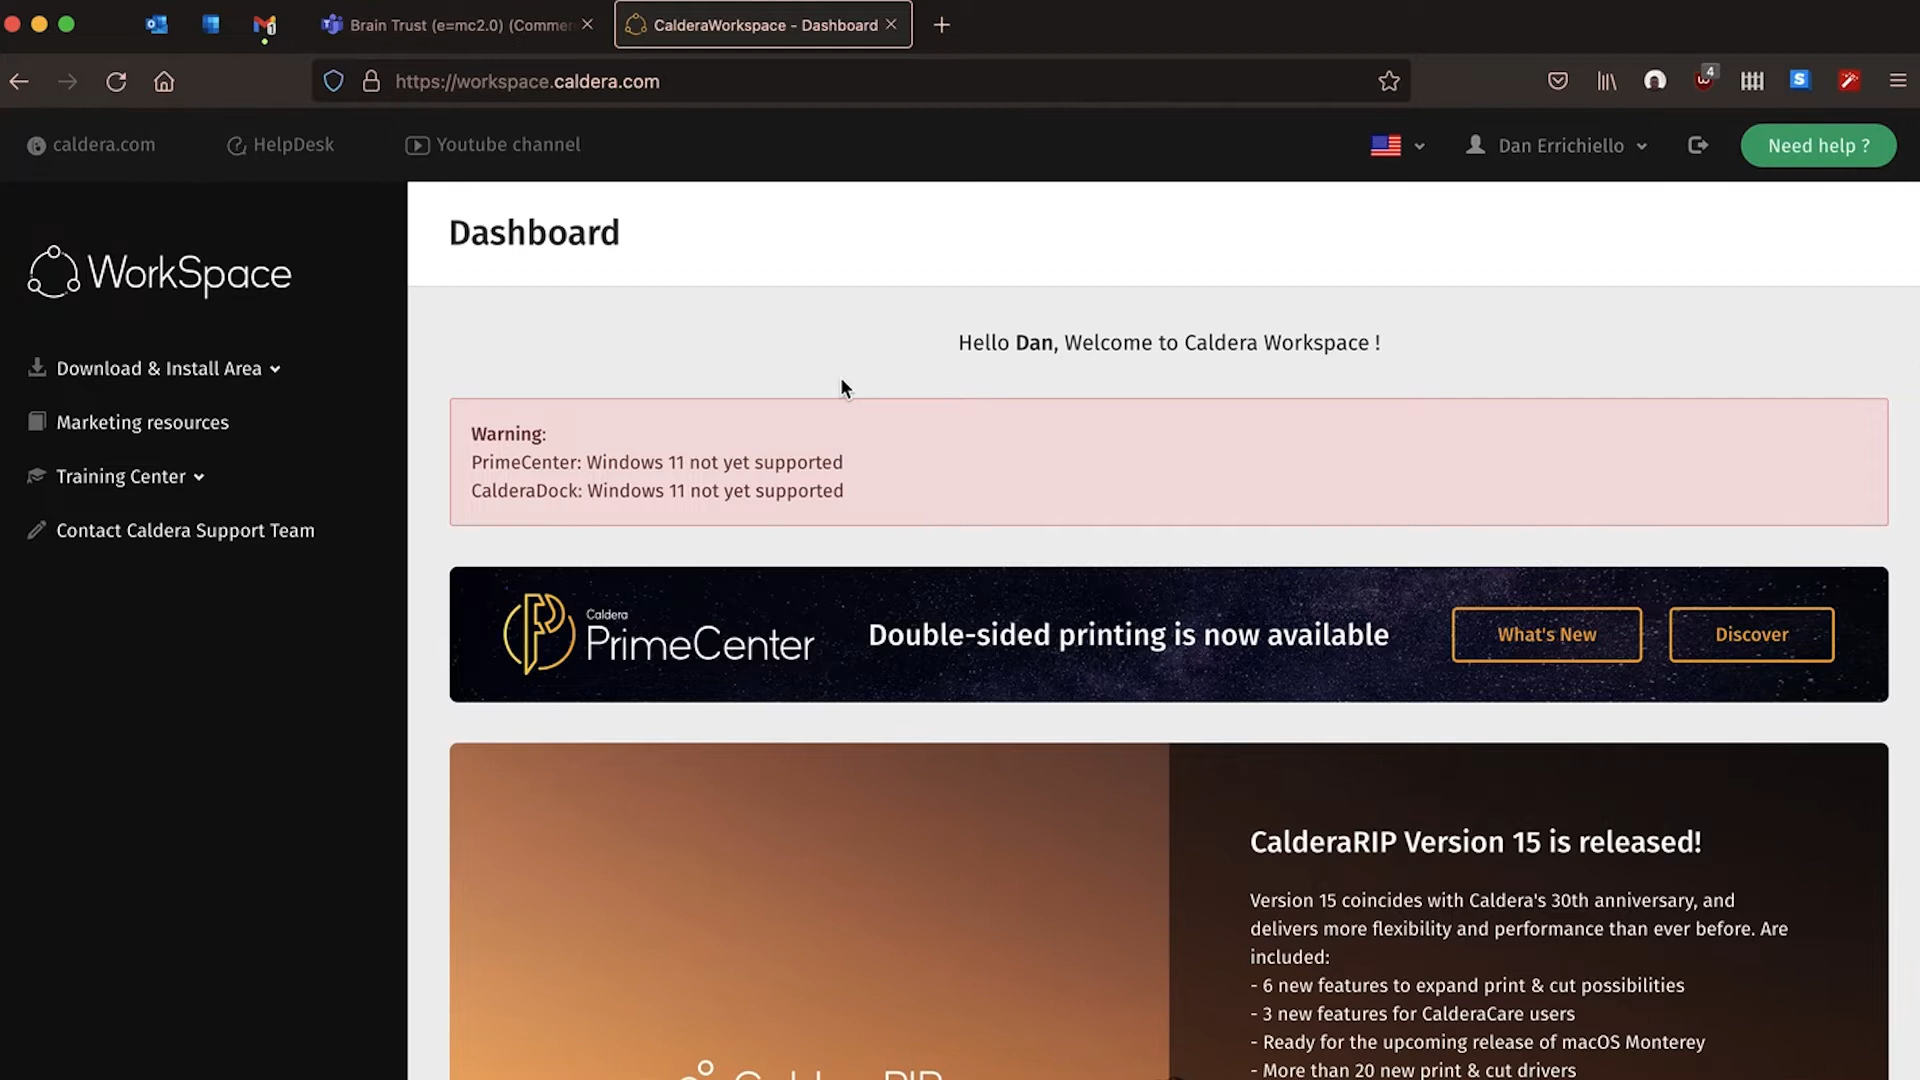 Brain Trust (e=mc2.0) (Comme
CalderaWorkspace - Dashboard
https://workspace.caldera.com
4
S
caldera.com
HelpDesk
Youtube channel
Dan Errichiello
Need help ?
WorkSpace
Download & Install Area
Marketing resources
Training Center
Contact Caldera Support Team
Dashboard
Hello Dan, Welcome to Caldera Workspace !
Warning:
PrimeCenter: Windows 11 not yet supported
CalderaDock: Windows 11 not yet supported
Caldera
PrimeCenter
Double-sided printing is now available
What's New
Discover
CalderaRIP Version 15 is released!
Version 15 coincides with Caldera's 30th anniversary, and
delivers more flexibility and performance than ever before. Are
included:
- 6 new features to expand print & cut possibilities
- 3 new features for CalderaCare users
- Ready for the upcoming release of macOS Monterey
- More than 20 new print & cut drivers